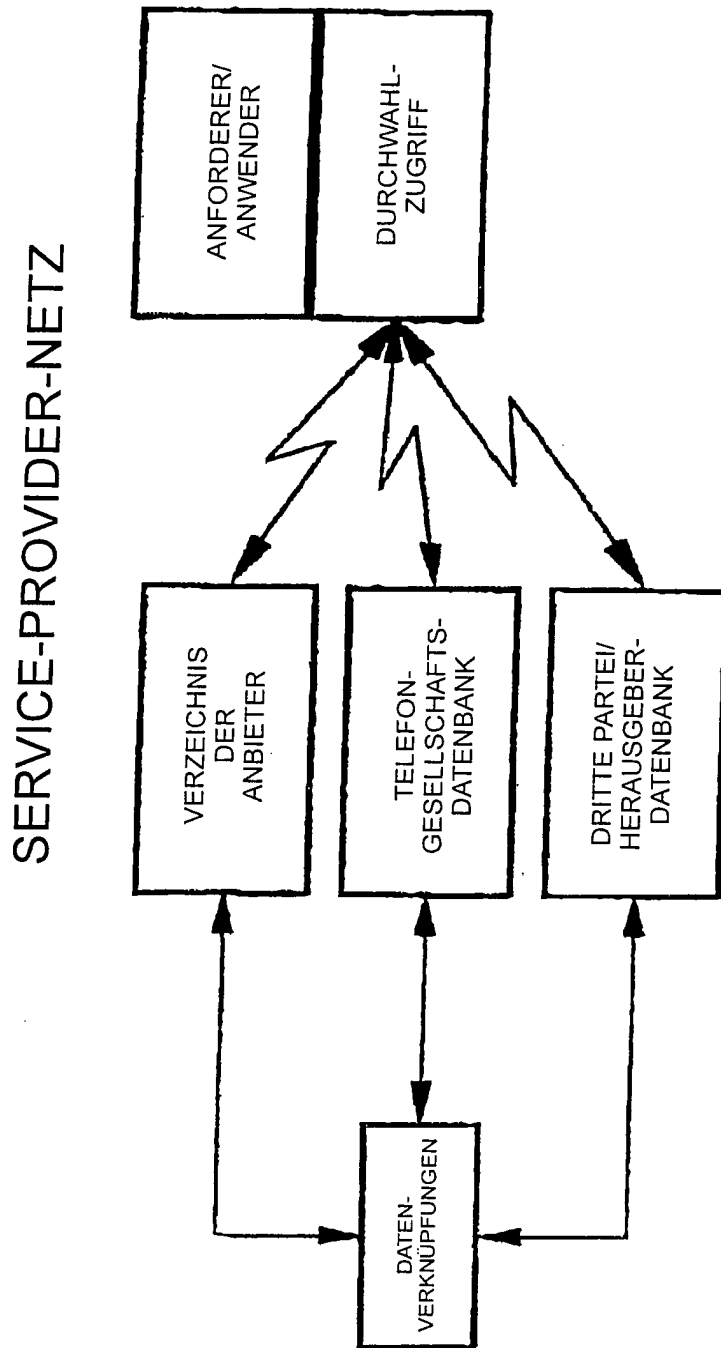 SERVICE-PROVIDER-NETZ
ANFORDERER/
ANWENDER
DURCHWAHL-
ZUGRIFF
VERZEICHNIS
DER
ANBIETER
TELEFON-
GESELLSCHAFTS-
DATENBANK
DRITTE PARTEI/
HERAUSGEBER-
DATENBANK
DATEN-
VERKNÜPFUNGEN